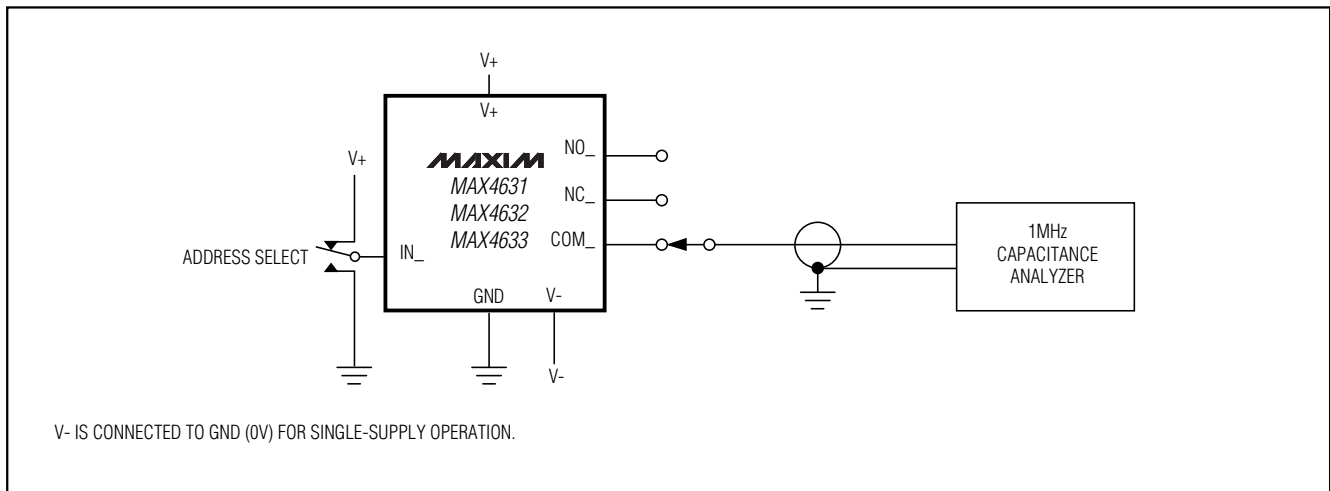 V+
V+
V+
MAXIM
MAX4631
MAX4632
MAX4633
NO_
NC_
COM_
ADDRESS SELECT
IN_
GND
V-
V-
1MHz
CAPACITANCE
ANALYZER
V- IS CONNECTED TO GND (0V) FOR SINGLE-SUPPLY OPERATION.